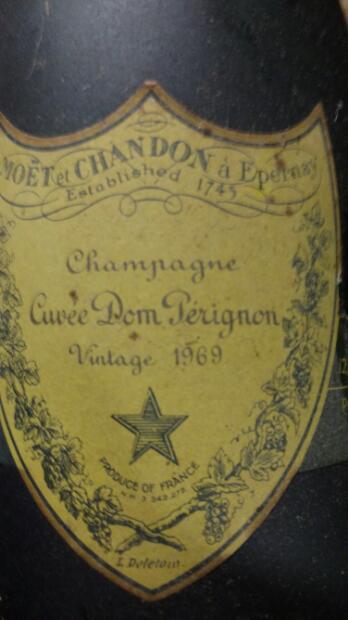 MOËT et CHANDON à Epernay
Established 1743
Champagne
Cuvée Dom Pérignon
Vintage 1969
PRODUCE OF FRANCE